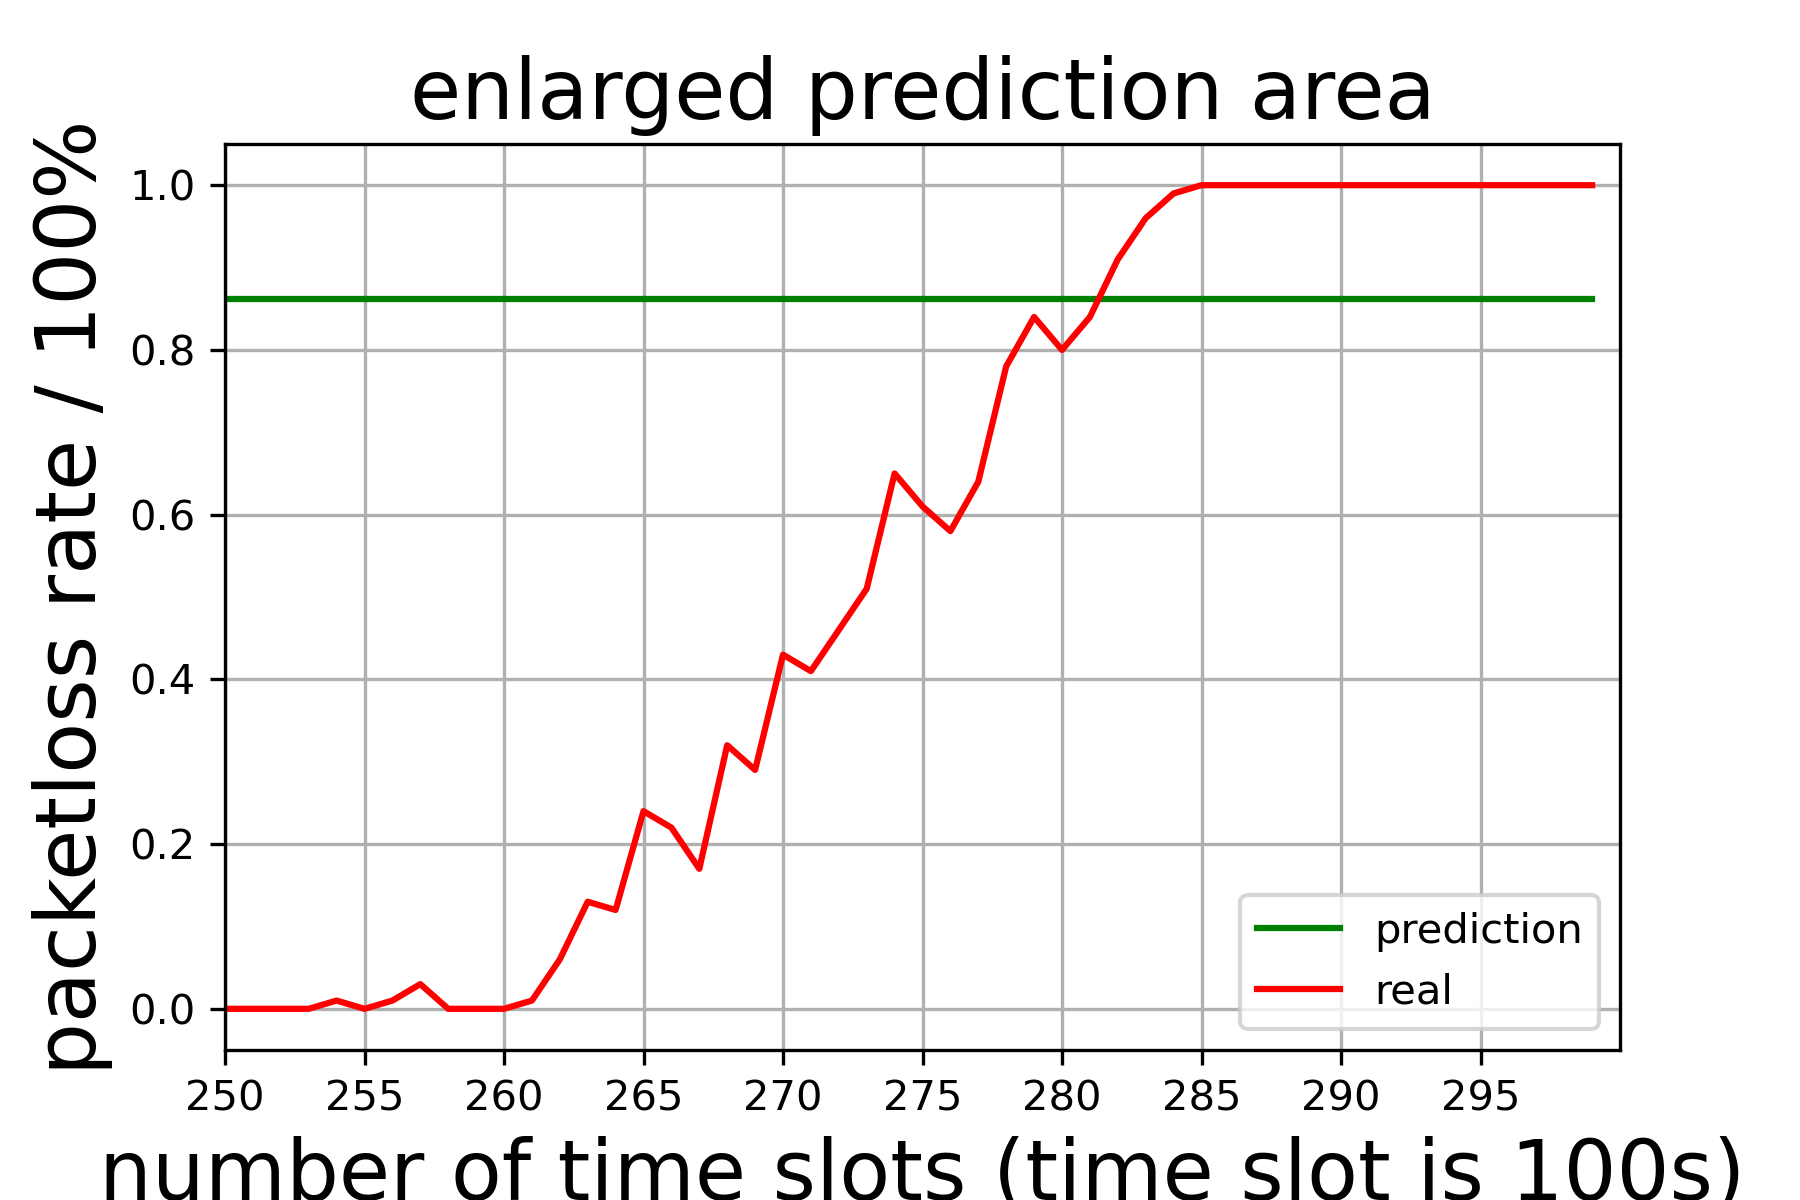 enlarged prediction area
packetloss rate / 100%
1.0
0.8
0.6
0.4
0.2
0.0
prediction
real
250 255 260 265 270 275 280 285 290 295
number of time slots (time slot is 100s)